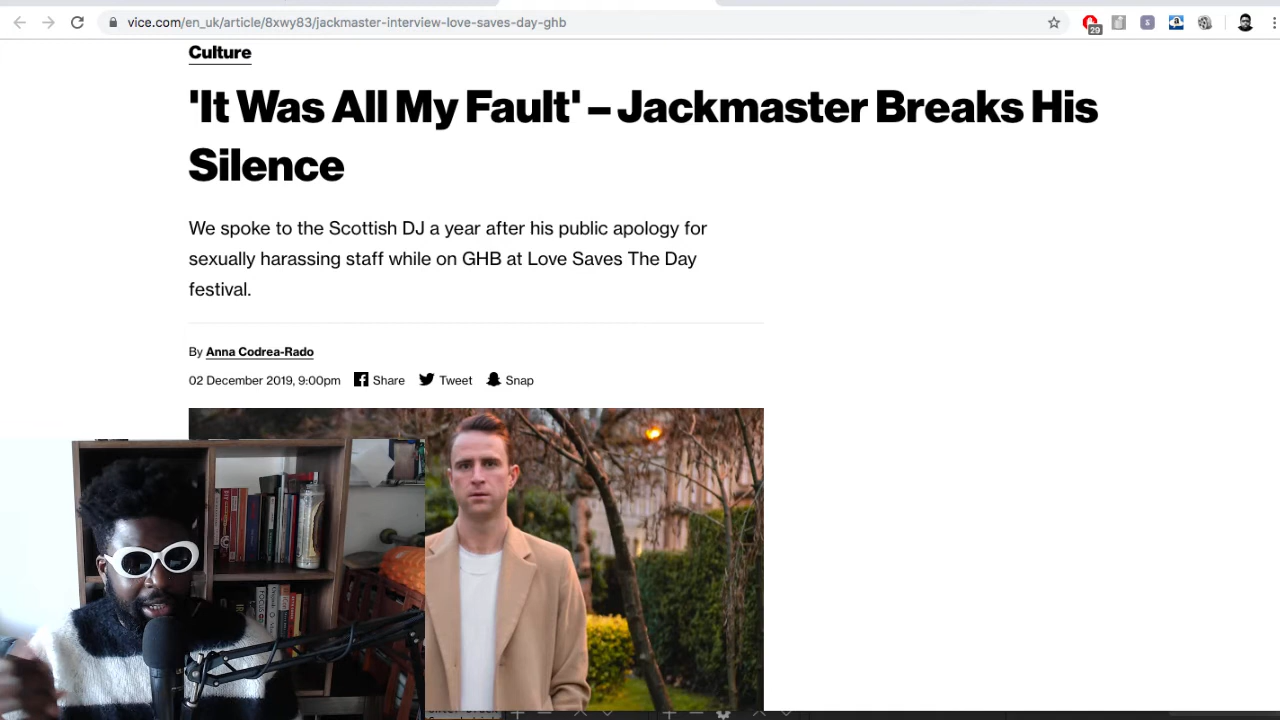 vice.com/en_uk/article/8xwy83/jackmaster-interview-love-saves-day-ghb
29
Culture
'It Was All My Fault' – Jackmaster Breaks His
Silence
We spoke to the Scottish DJ a year after his public apology for
sexually harassing staff while on GHB at Love Saves The Day
festival.
By Anna Codrea-Rado
02 December 2019, 9:00pm Share Tweet Snap